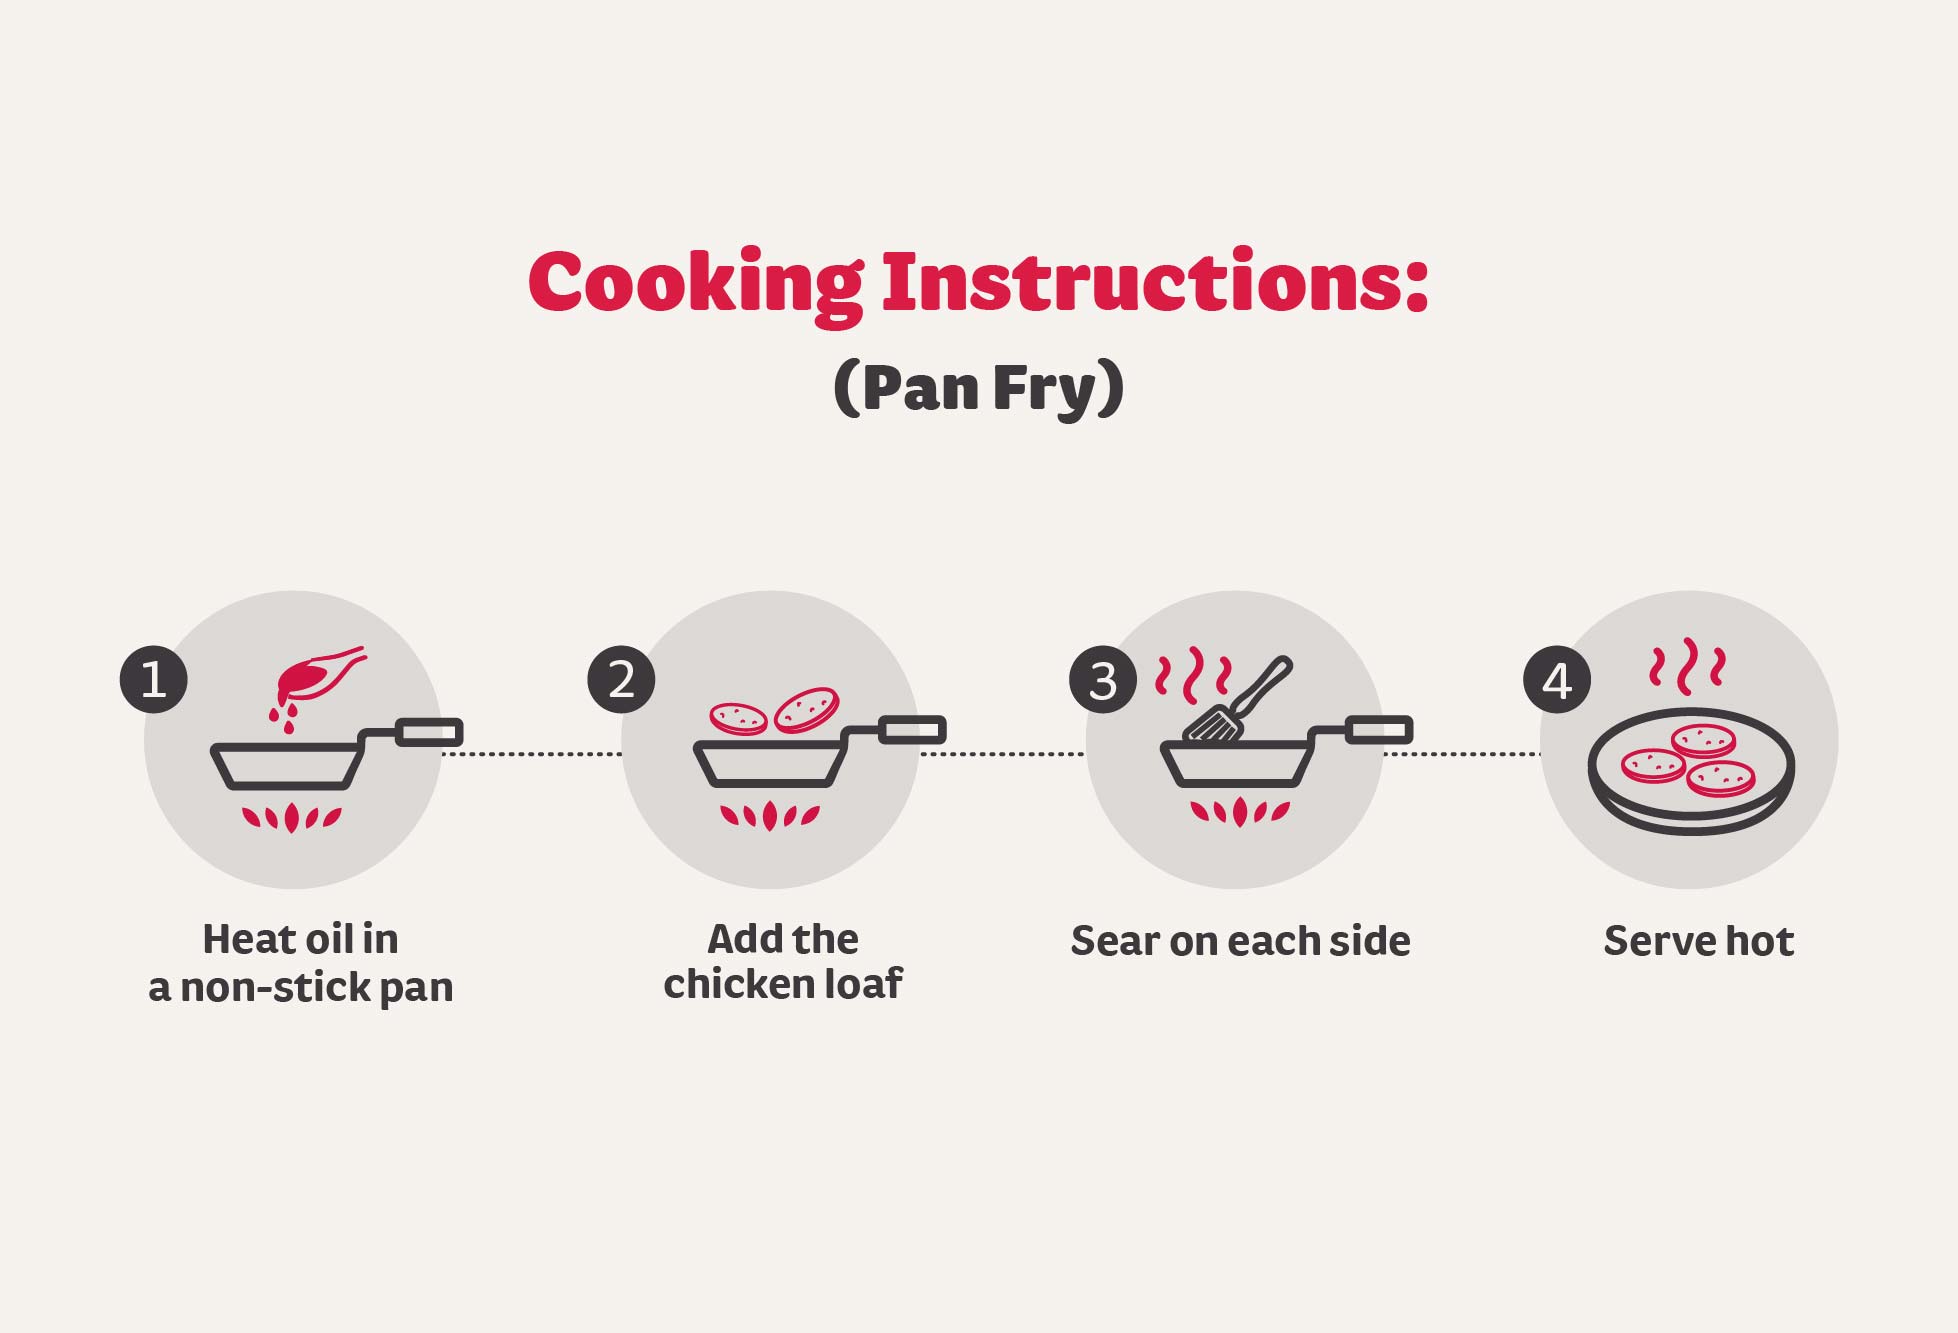 Cooking Instructions:
(Pan Fry)
1
Heat oil in
a non-stick pan
2
Add the
chicken loaf
3
Sear on each side
4
Serve hot